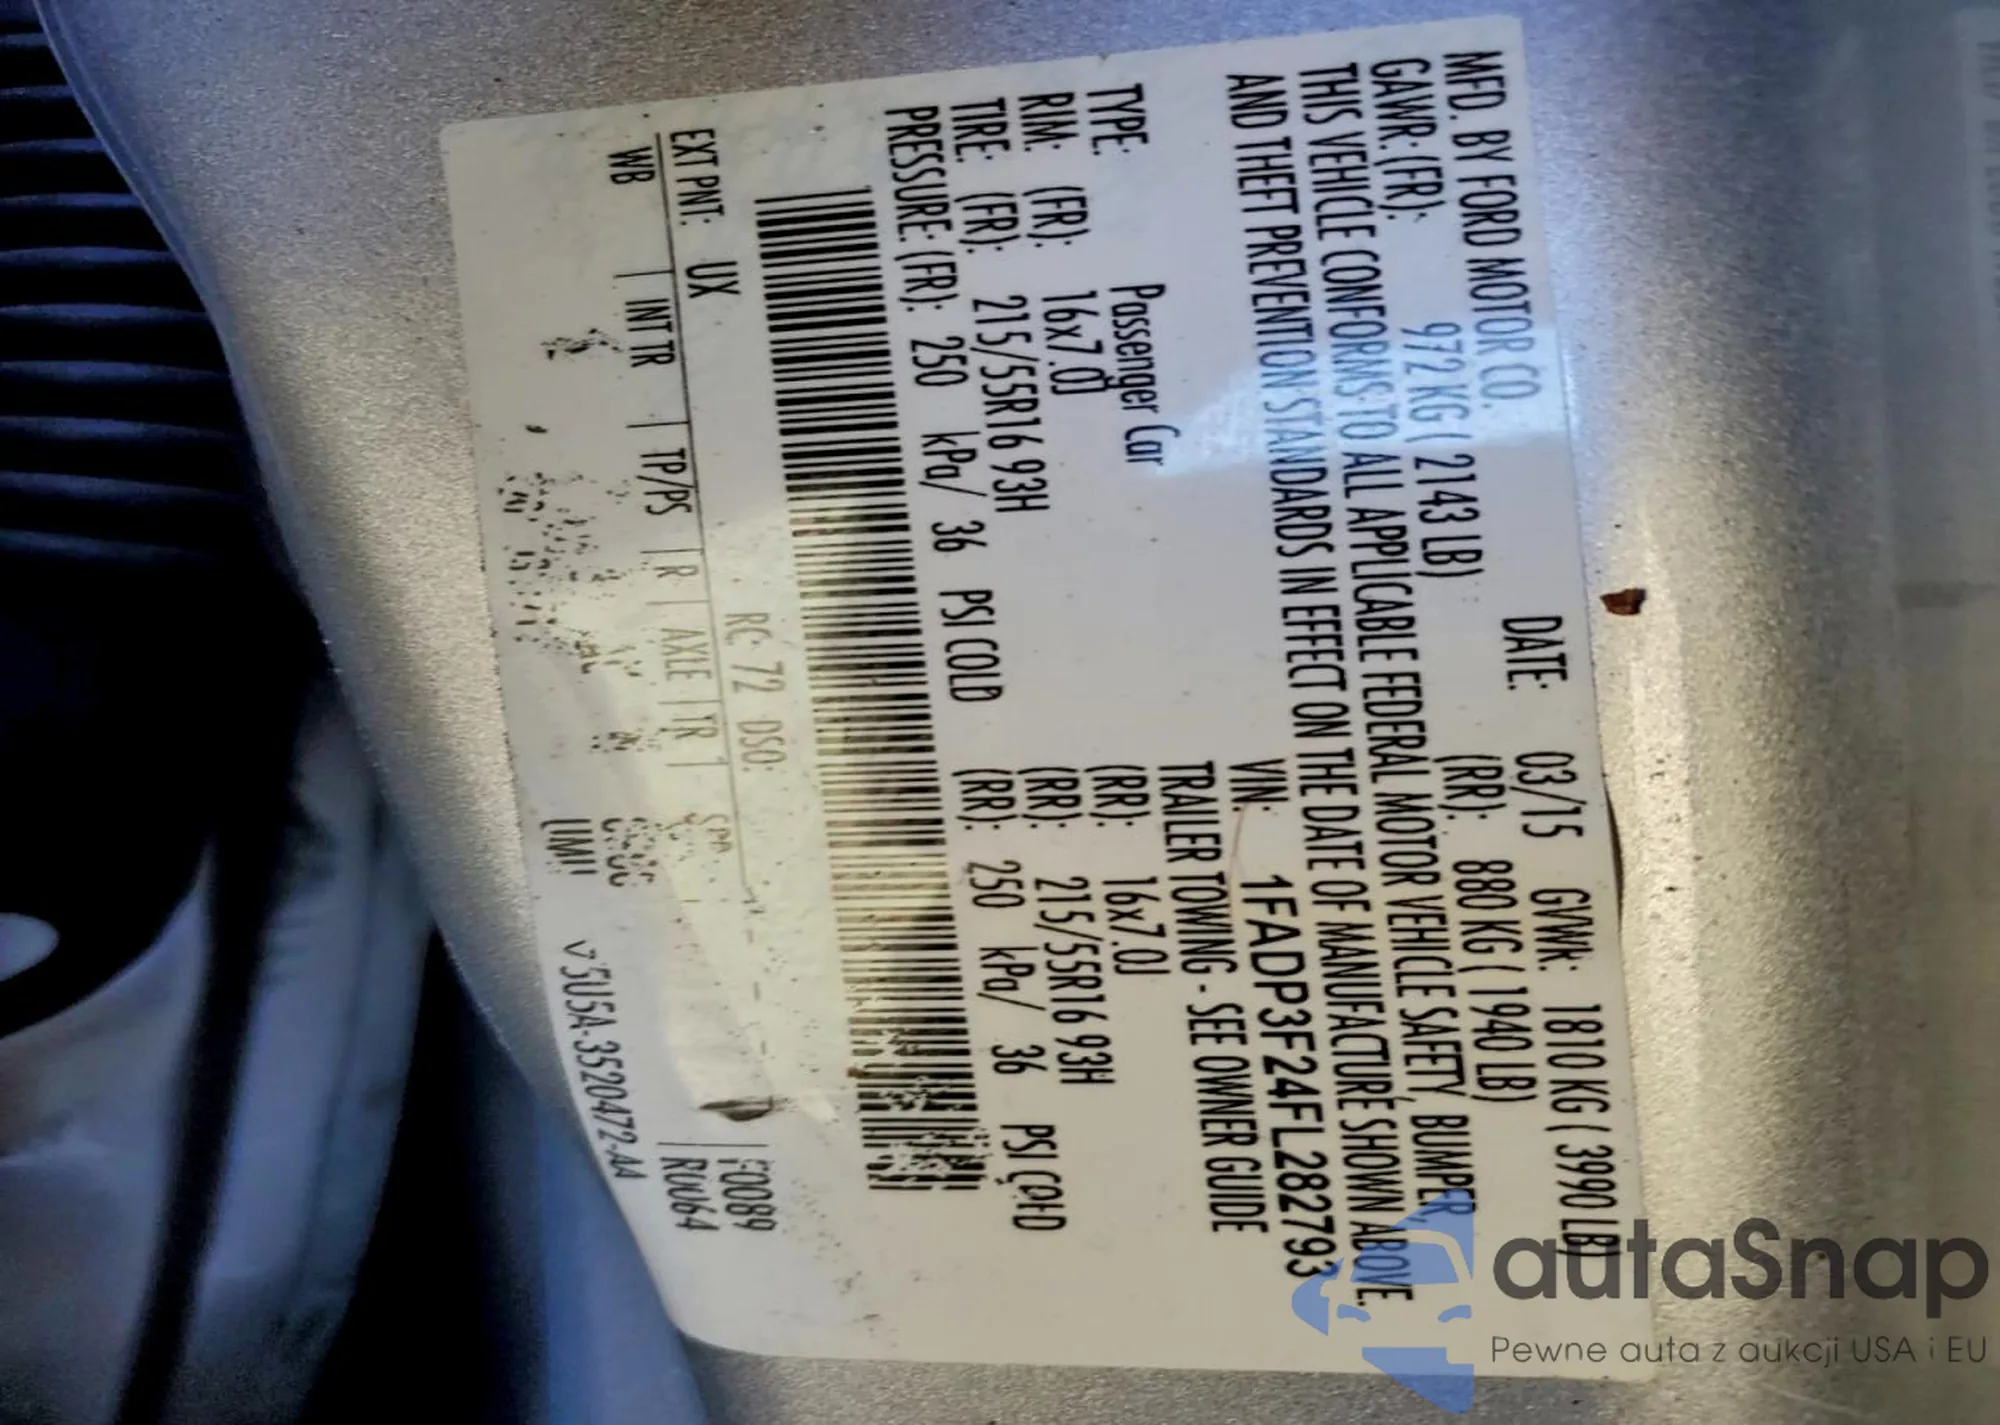 MFD. BY FORD MOTOR CO.
DATE: 03/15 GVWR: 1810 KG ( 3990 LB)
GAWR: (FR): 972 KG ( 2143 LB) (RR): 880 KG ( 1940 LB)
THIS VEHICLE CONFORMS TO ALL APPLICABLE FEDERAL MOTOR VEHICLE SAFETY, BUMPER,
AND THEFT PREVENTION STANDARDS IN EFFECT ON THE DATE OF MANUFACTURE SHOWN ABOVE.
VIN: 1FADP3F24FL282793
TYPE: Passenger Car TRAILER TOWING - SEE OWNER GUIDE
RIM: (FR): 16x7.0J (RR): 16x7.0J
TIRE: (FR): 215/55R16 93H (RR): 215/55R16 93H
PRESSURE: (FR): 250 kPa/ 36 PSI COLD (RR): 250 kPa/ 36 PSI COLD
EXT PNT: UX RC: 72 DSO: F0089
WB INT TR TP/PS R AXLE TR R0064
5U5A-3520472-AA
autaSnap
Pewne auta z aukcji USA i EU